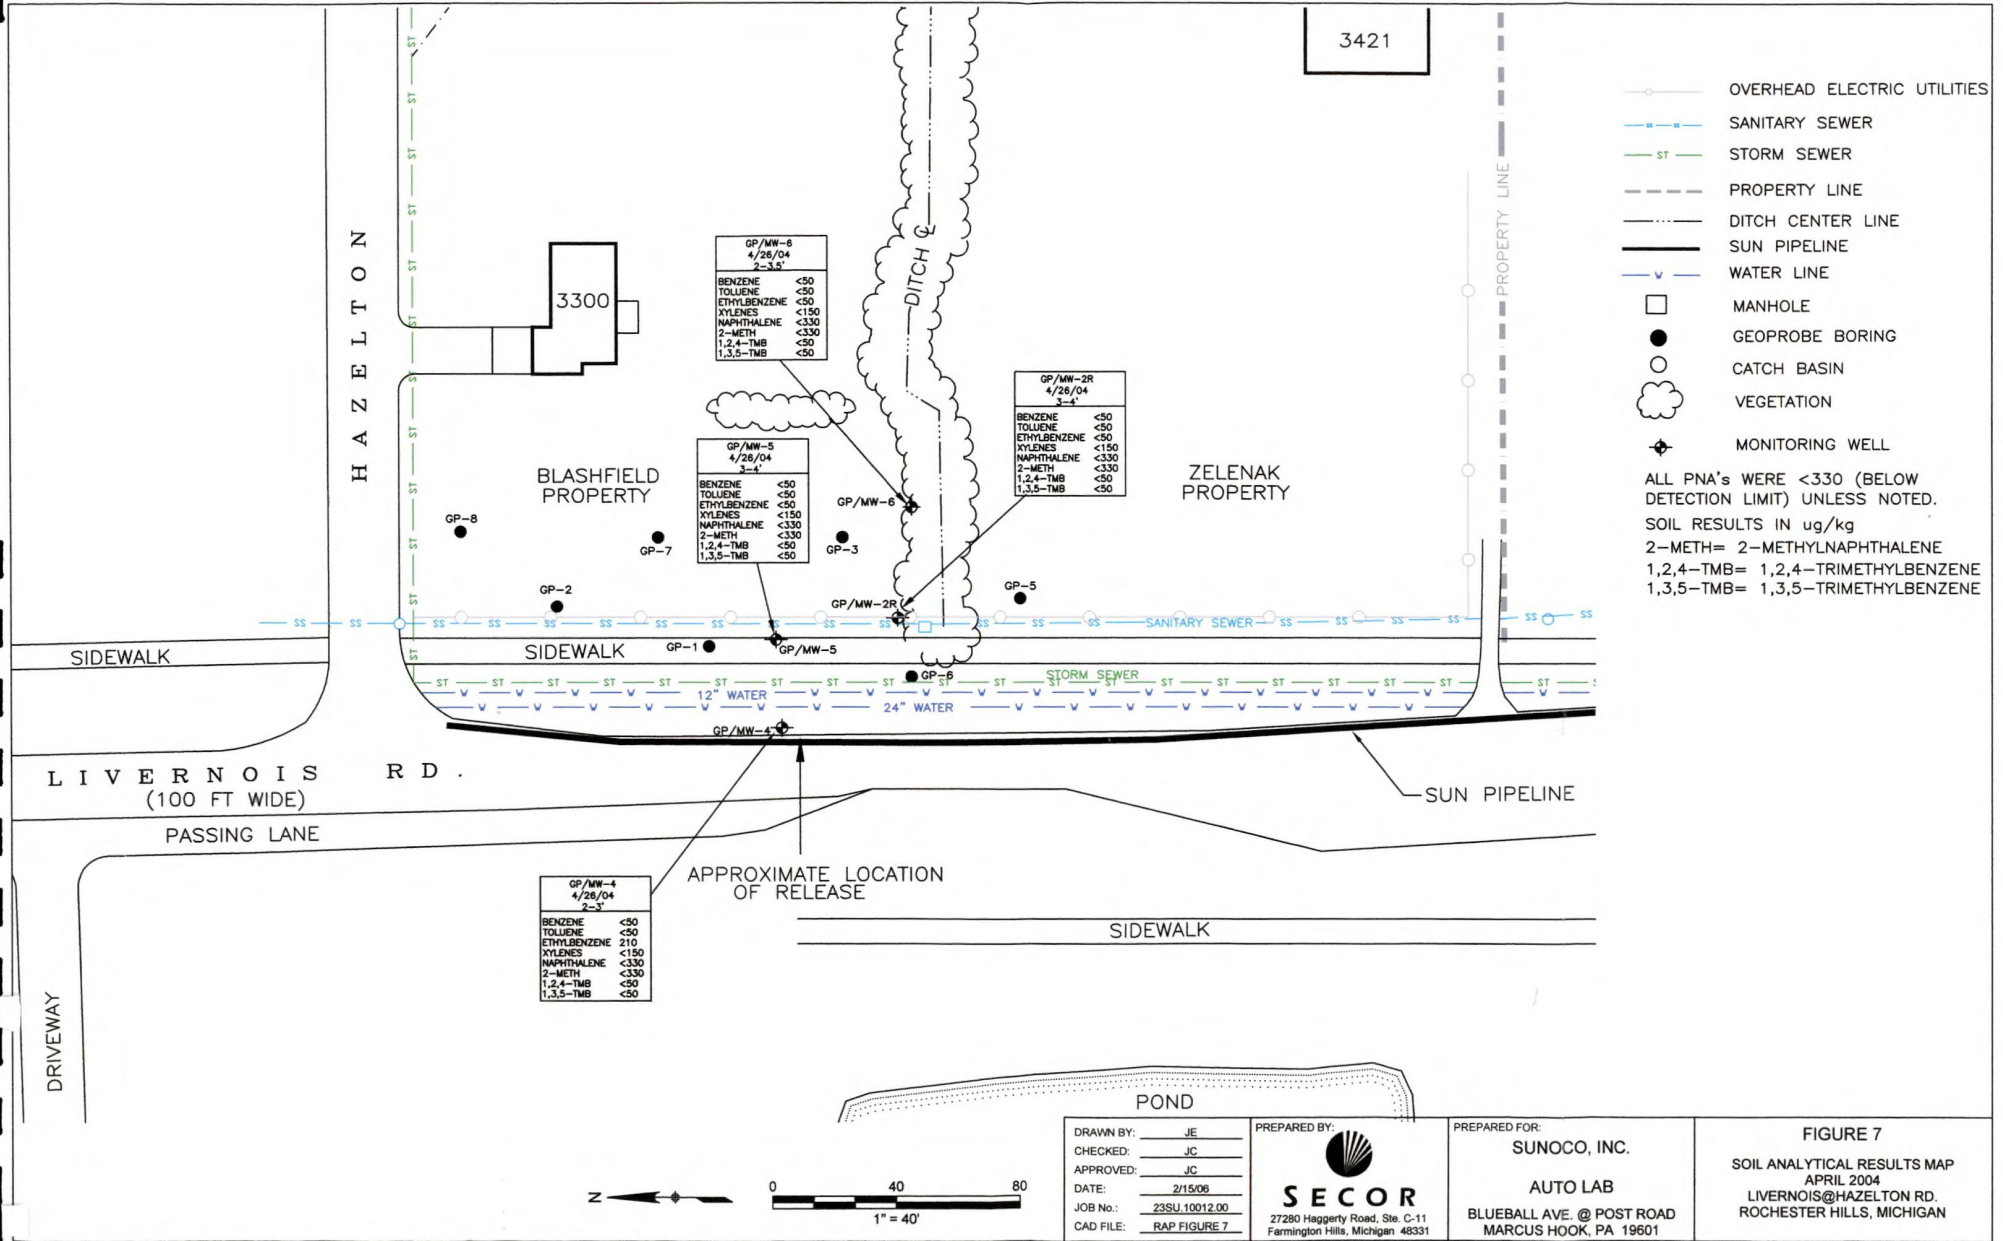 3421
OVERHEAD ELECTRIC UTILITIES
SANITARY SEWER
ST STORM SEWER
PROPERTY LINE
DITCH CENTER LINE
SUN PIPELINE
W WATER LINE
MANHOLE
GEOPROBE BORING
CATCH BASIN
VEGETATION
MONITORING WELL
ALL PNA's WERE <330 (BELOW
DETECTION LIMIT) UNLESS NOTED.
SOIL RESULTS IN ug/kg
2-METH= 2-METHYLNAPHTHALENE
1,2,4-TMB= 1,2,4-TRIMETHYLBENZENE
1,3,5-TMB= 1,3,5-TRIMETHYLBENZENE
PROPERTY LINE
HAZELTON
3300
DITCH ℄
GP/MW-6
4/26/04
2-3.5'
BENZENE <50
TOLUENE <50
ETHYLBENZENE <50
XYLENES <150
NAPHTHALENE <330
2-METH <330
1,2,4-TMB <50
1,3,5-TMB <50
GP/MW-2R
4/26/04
3-4'
BENZENE <50
TOLUENE <50
ETHYLBENZENE <50
XYLENES <150
NAPHTHALENE <330
2-METH <330
1,2,4-TMB <50
1,3,5-TMB <50
GP/MW-5
4/26/04
3-4'
BENZENE <50
TOLUENE <50
ETHYLBENZENE <50
XYLENES <150
NAPHTHALENE <330
2-METH <330
1,2,4-TMB <50
1,3,5-TMB <50
BLASHFIELD
PROPERTY
ZELENAK
PROPERTY
GP-8
GP-7
GP-3
GP/MW-6
GP-2
GP/MW-2R
GP-5
SANITARY SEWER
SIDEWALK
SIDEWALK
GP-1
GP/MW-5
GP-6
STORM SEWER
12" WATER
24" WATER
GP/MW-4
LIVERNOIS RD.
(100 FT WIDE)
PASSING LANE
SUN PIPELINE
APPROXIMATE LOCATION
OF RELEASE
GP/MW-4
4/26/04
2-3'
BENZENE <50
TOLUENE <50
ETHYLBENZENE 210
XYLENES <150
NAPHTHALENE <330
2-METH <330
1,2,4-TMB <50
1,3,5-TMB <50
SIDEWALK
DRIVEWAY
POND
N
0 40 80
1" = 40'
DRAWN BY: JE
CHECKED: JC
APPROVED: JC
DATE: 2/15/06
JOB No.: 23SU.10012.00
CAD FILE: RAP FIGURE 7
PREPARED BY:
SECOR
27280 Haggerty Road, Ste. C-11
Farmington Hills, Michigan 48331
PREPARED FOR:
SUNOCO, INC.
AUTO LAB
BLUEBALL AVE. @ POST ROAD
MARCUS HOOK, PA 19601
FIGURE 7
SOIL ANALYTICAL RESULTS MAP
APRIL 2004
LIVERNOIS@HAZELTON RD.
ROCHESTER HILLS, MICHIGAN